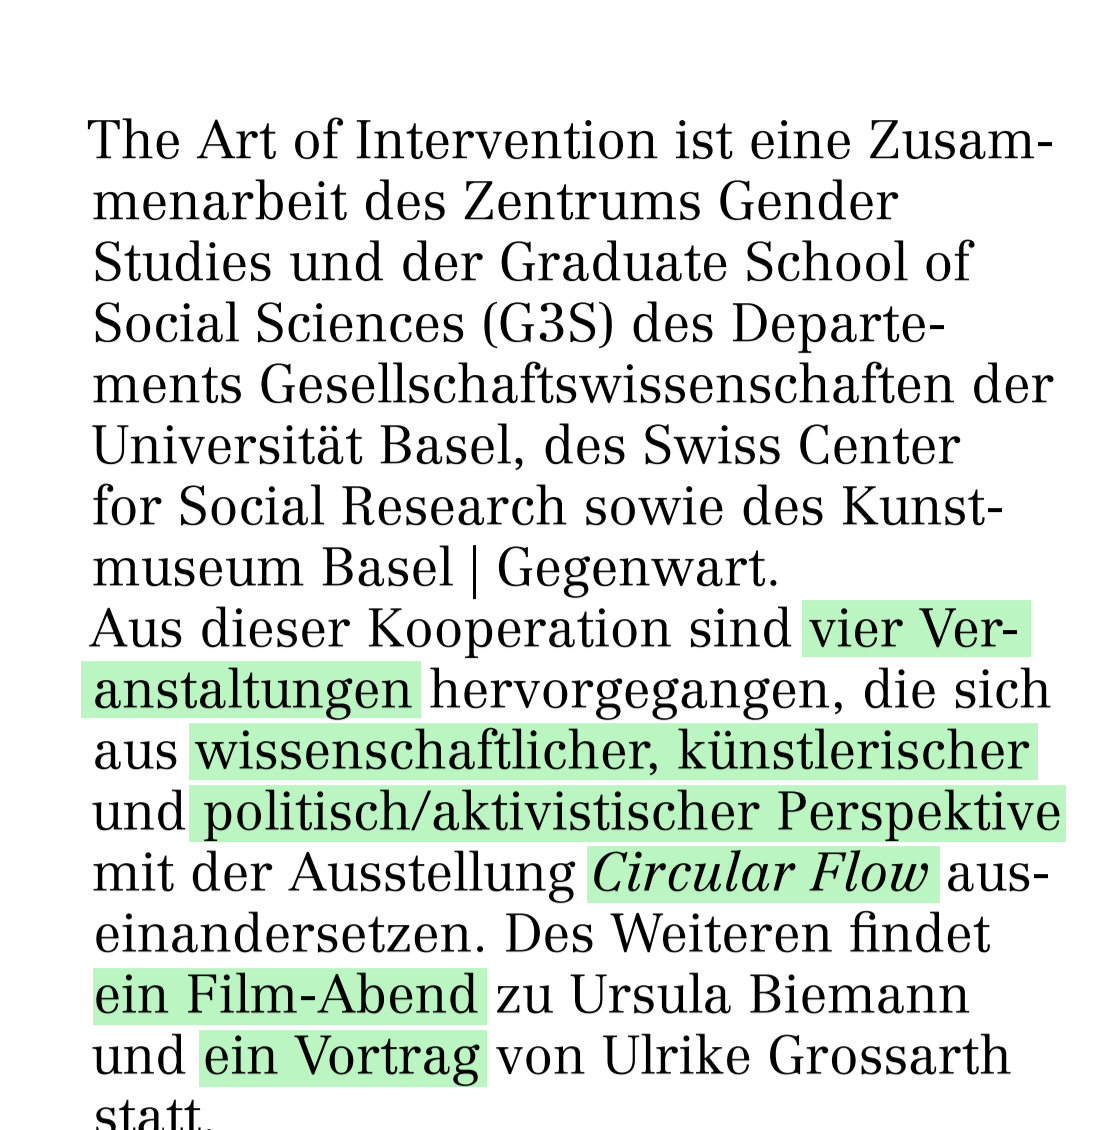 The Art of Intervention ist eine Zusam-
menarbeit des Zentrums Gender
Studies und der Graduate School of
Social Sciences (G3S) des Departe-
ments Gesellschaftswissenschaften der
Universität Basel, des Swiss Center
for Social Research sowie des Kunst-
museum Basel | Gegenwart.
Aus dieser Kooperation sind vier Ver-
anstaltungen hervorgegangen, die sich
aus wissenschaftlicher, künstlerischer
und politisch/aktivistischer Perspektive
mit der Ausstellung Circular Flow aus-
einandersetzen. Des Weiteren findet
ein Film-Abend zu Ursula Biemann
und ein Vortrag von Ulrike Grossarth
statt.